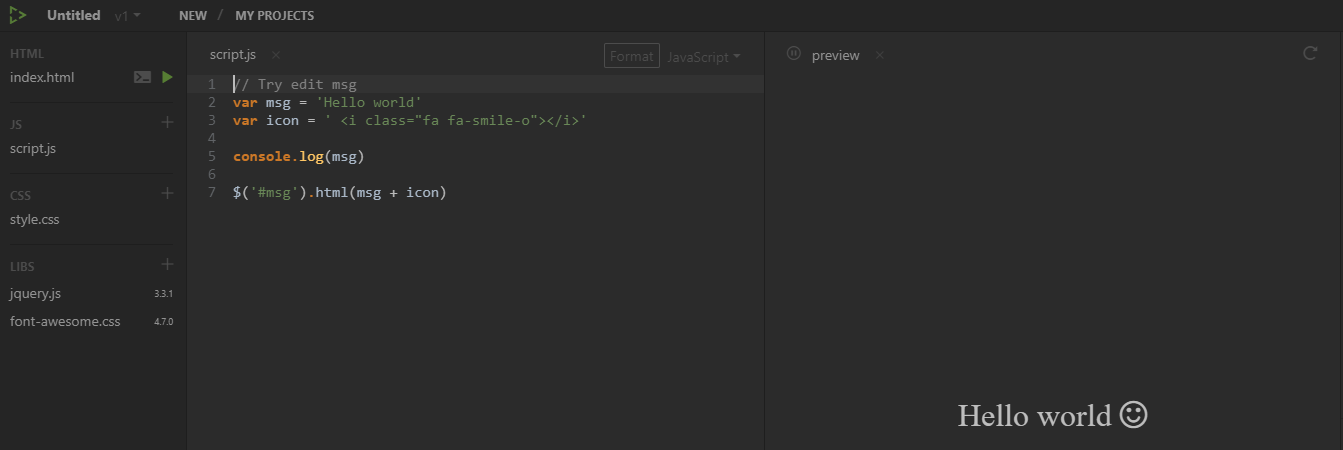 Untitled v1 NEW / MY PROJECTS
HTML
index.html
JS
script.js
CSS
style.css
LIBS
jquery.js 3.3.1
font-awesome.css 4.7.0
script.js × Format JavaScript
1 // Try edit msg
2 var msg = 'Hello world'
3 var icon = ' <i class="fa fa-smile-o"></i>'
4
5 console.log(msg)
6
7 $('#msg').html(msg + icon)
preview ×
Hello world